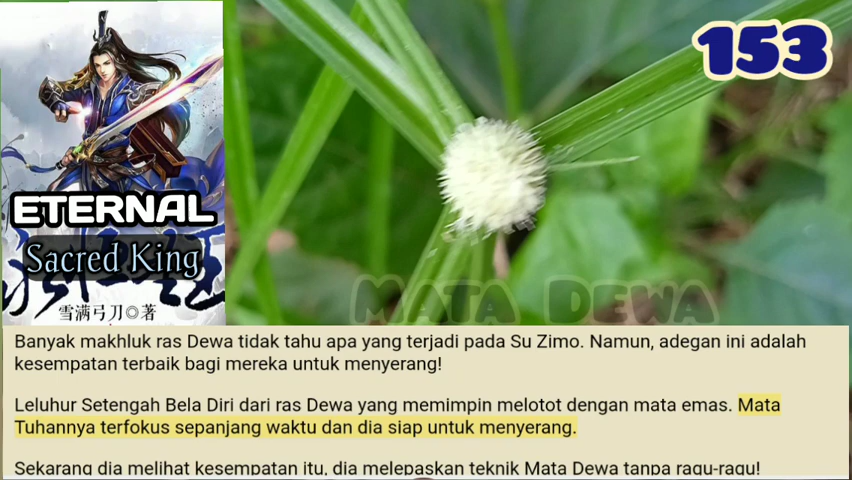 153
ETERNAL
Sacred King
雪满弓刀◎著
MATA DEWA
Banyak makhluk ras Dewa tidak tahu apa yang terjadi pada Su Zimo. Namun, adegan ini adalah
kesempatan terbaik bagi mereka untuk menyerang!
Leluhur Setengah Bela Diri dari ras Dewa yang memimpin melotot dengan mata emas. Mata
Tuhannya terfokus sepanjang waktu dan dia siap untuk menyerang.
Sekarang dia melihat kesempatan itu, dia melepaskan teknik Mata Dewa tanpa ragu-ragu!